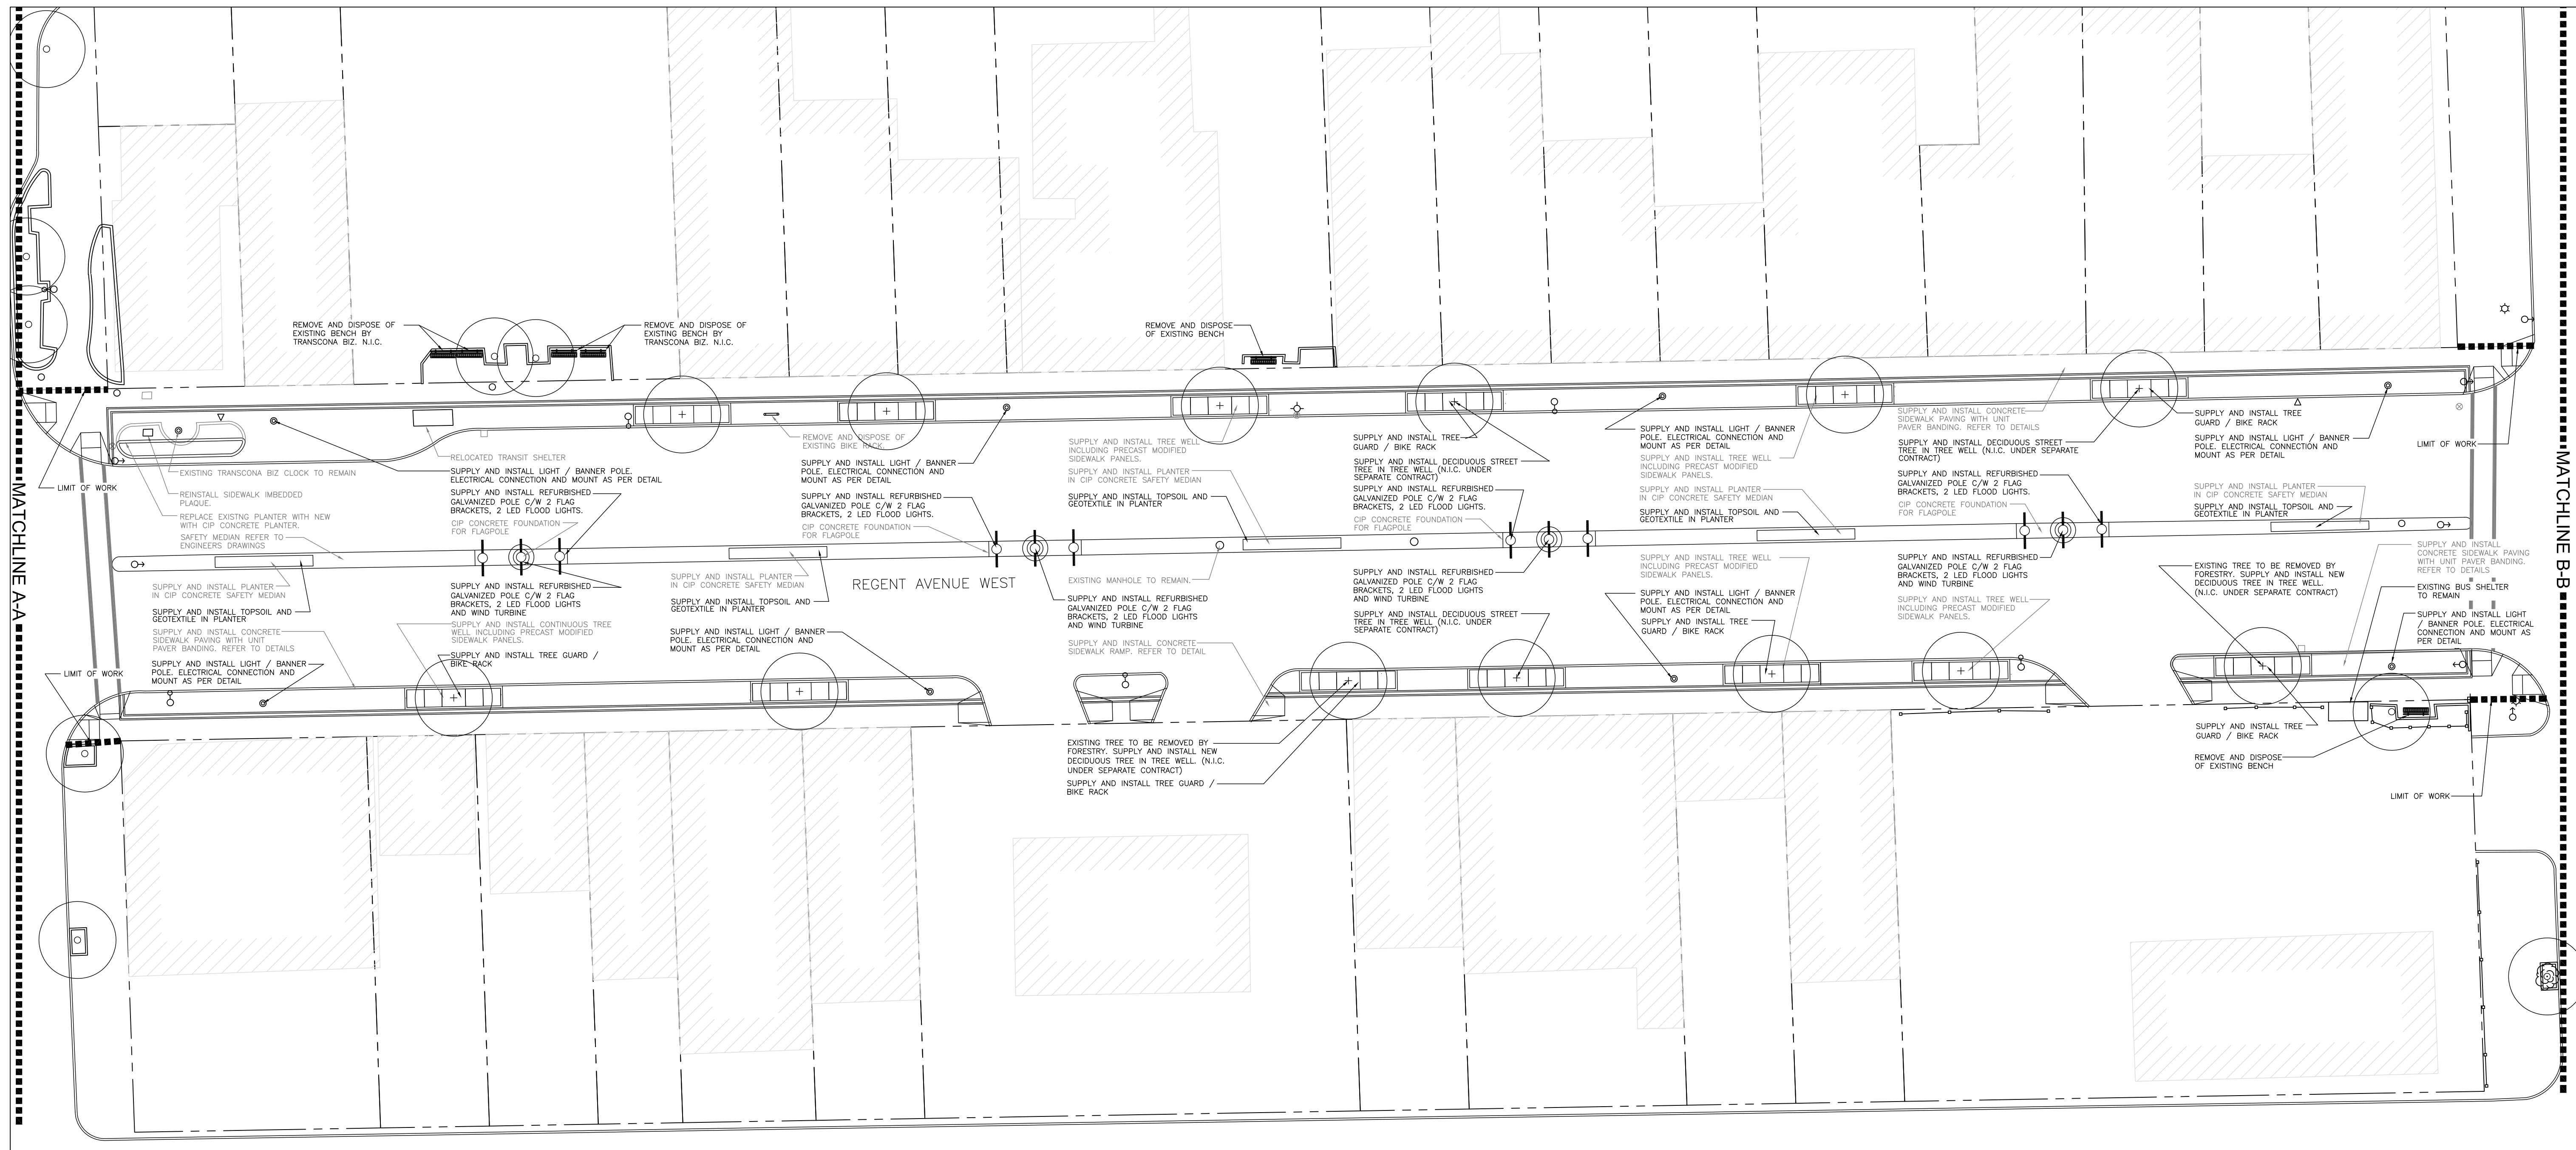 MATCHLINE A-A
REMOVE AND DISPOSE OF
EXISTING BENCH BY
TRANSCONA BIZ. N.I.C.
REMOVE AND DISPOSE OF
EXISTING BENCH BY
TRANSCONA BIZ. N.I.C.
REMOVE AND DISPOSE
OF EXISTING BENCH
LIMIT OF WORK
EXISTING TRANSCONA BIZ CLOCK TO REMAIN
REINSTALL SIDEWALK IMBEDDED
PLAQUE.
REPLACE EXISTNG PLANTER WITH NEW
WITH CIP CONCRETE PLANTER.
SAFETY MEDIAN REFER TO
ENGINEERS DRAWINGS
RELOCATED TRANSIT SHELTER
SUPPLY AND INSTALL LIGHT / BANNER POLE.
ELECTRICAL CONNECTION AND MOUNT AS PER DETAIL
SUPPLY AND INSTALL REFURBISHED
GALVANIZED POLE C/W 2 FLAG
BRACKETS, 2 LED FLOOD LIGHTS.
CIP CONCRETE FOUNDATION
FOR FLAGPOLE
REMOVE AND DISPOSE OF
EXISTING BIKE RACK
SUPPLY AND INSTALL LIGHT / BANNER
POLE. ELECTRICAL CONNECTION AND
MOUNT AS PER DETAIL
SUPPLY AND INSTALL REFURBISHED
GALVANIZED POLE C/W 2 FLAG
BRACKETS, 2 LED FLOOD LIGHTS.
CIP CONCRETE FOUNDATION
FOR FLAGPOLE
SUPPLY AND INSTALL TREE WELL
INCLUDING PRECAST MODIFIED
SIDEWALK PANELS.
SUPPLY AND INSTALL PLANTER
IN CIP CONCRETE SAFETY MEDIAN
SUPPLY AND INSTALL TOPSOIL AND
GEOTEXTILE IN PLANTER
SUPPLY AND INSTALL TREE
GUARD / BIKE RACK
SUPPLY AND INSTALL DECIDUOUS STREET
TREE IN TREE WELL (N.I.C. UNDER
SEPARATE CONTRACT)
SUPPLY AND INSTALL REFURBISHED
GALVANIZED POLE C/W 2 FLAG
BRACKETS, 2 LED FLOOD LIGHTS.
CIP CONCRETE FOUNDATION
FOR FLAGPOLE
SUPPLY AND INSTALL LIGHT / BANNER
POLE. ELECTRICAL CONNECTION AND
MOUNT AS PER DETAIL
SUPPLY AND INSTALL TREE WELL
INCLUDING PRECAST MODIFIED
SIDEWALK PANELS.
SUPPLY AND INSTALL PLANTER
IN CIP CONCRETE SAFETY MEDIAN
SUPPLY AND INSTALL TOPSOIL AND
GEOTEXTILE IN PLANTER
SUPPLY AND INSTALL CONCRETE
SIDEWALK PAVING WITH UNIT
PAVER BANDING. REFER TO DETAILS
SUPPLY AND INSTALL DECIDUOUS STREET
TREE IN TREE WELL (N.I.C. UNDER SEPARATE
CONTRACT)
SUPPLY AND INSTALL REFURBISHED
GALVANIZED POLE C/W 2 FLAG
BRACKETS, 2 LED FLOOD LIGHTS.
CIP CONCRETE FOUNDATION
FOR FLAGPOLE
SUPPLY AND INSTALL TREE
GUARD / BIKE RACK
SUPPLY AND INSTALL LIGHT / BANNER
POLE. ELECTRICAL CONNECTION AND
MOUNT AS PER DETAIL
SUPPLY AND INSTALL PLANTER
IN CIP CONCRETE SAFETY MEDIAN
SUPPLY AND INSTALL TOPSOIL AND
GEOTEXTILE IN PLANTER
LIMIT OF WORK
MATCHLINE B-B
SUPPLY AND INSTALL PLANTER
IN CIP CONCRETE SAFETY MEDIAN
SUPPLY AND INSTALL TOPSOIL AND
GEOTEXTILE IN PLANTER
SUPPLY AND INSTALL CONCRETE
SIDEWALK PAVING WITH UNIT
PAVER BANDING. REFER TO DETAILS
SUPPLY AND INSTALL LIGHT / BANNER
POLE. ELECTRICAL CONNECTION AND
MOUNT AS PER DETAIL
LIMIT OF WORK
SUPPLY AND INSTALL REFURBISHED
GALVANIZED POLE C/W 2 FLAG
BRACKETS, 2 LED FLOOD LIGHTS
AND WIND TURBINE
SUPPLY AND INSTALL CONTINUOUS TREE
WELL INCLUDING PRECAST MODIFIED
SIDEWALK PANELS.
SUPPLY AND INSTALL TREE GUARD /
BIKE RACK
SUPPLY AND INSTALL PLANTER
IN CIP CONCRETE SAFETY MEDIAN
SUPPLY AND INSTALL TOPSOIL AND
GEOTEXTILE IN PLANTER
SUPPLY AND INSTALL LIGHT / BANNER
POLE. ELECTRICAL CONNECTION AND
MOUNT AS PER DETAIL
REGENT AVENUE WEST
EXISTING MANHOLE TO REMAIN.
SUPPLY AND INSTALL REFURBISHED
GALVANIZED POLE C/W 2 FLAG
BRACKETS, 2 LED FLOOD LIGHTS
AND WIND TURBINE
SUPPLY AND INSTALL CONCRETE
SIDEWALK RAMP. REFER TO DETAIL
SUPPLY AND INSTALL REFURBISHED
GALVANIZED POLE C/W 2 FLAG
BRACKETS, 2 LED FLOOD LIGHTS
AND WIND TURBINE
SUPPLY AND INSTALL DECIDUOUS STREET
TREE IN TREE WELL (N.I.C. UNDER
SEPARATE CONTRACT)
SUPPLY AND INSTALL TREE WELL
INCLUDING PRECAST MODIFIED
SIDEWALK PANELS.
SUPPLY AND INSTALL LIGHT / BANNER
POLE. ELECTRICAL CONNECTION AND
MOUNT AS PER DETAIL
SUPPLY AND INSTALL TREE
GUARD / BIKE RACK
SUPPLY AND INSTALL REFURBISHED
GALVANIZED POLE C/W 2 FLAG
BRACKETS, 2 LED FLOOD LIGHTS
AND WIND TURBINE
SUPPLY AND INSTALL TREE WELL
INCLUDING PRECAST MODIFIED
SIDEWALK PANELS.
EXISTING TREE TO BE REMOVED BY
FORESTRY. SUPPLY AND INSTALL NEW
DECIDUOUS TREE IN TREE WELL.
(N.I.C. UNDER SEPARATE CONTRACT)
SUPPLY AND INSTALL
CONCRETE SIDEWALK PAVING
WITH UNIT PAVER BANDING.
REFER TO DETAILS
EXISTING BUS SHELTER
TO REMAIN
SUPPLY AND INSTALL LIGHT
/ BANNER POLE. ELECTRICAL
CONNECTION AND MOUNT AS
PER DETAIL
EXISTING TREE TO BE REMOVED BY
FORESTRY. SUPPLY AND INSTALL NEW
DECIDUOUS TREE IN TREE WELL. (N.I.C.
UNDER SEPARATE CONTRACT)
SUPPLY AND INSTALL TREE GUARD /
BIKE RACK
SUPPLY AND INSTALL TREE
GUARD / BIKE RACK
REMOVE AND DISPOSE
OF EXISTING BENCH
LIMIT OF WORK